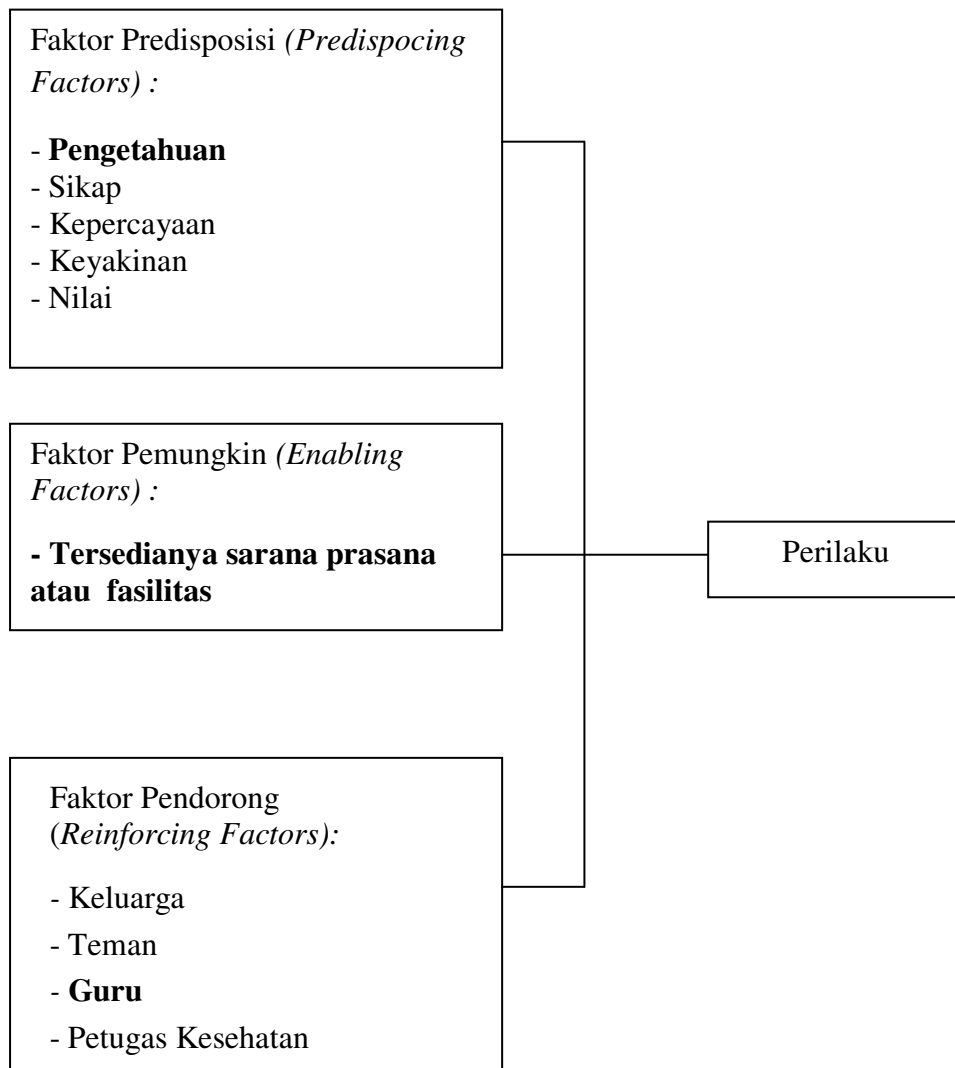 Faktor Predisposisi (Predispocing
Factors) :
- Pengetahuan
- Sikap
- Kepercayaan
- Keyakinan
- Nilai
Faktor Pemungkin (Enabling
Factors) :
- Tersedianya sarana prasana
atau fasilitas
Perilaku
Faktor Pendorong
(Reinforcing Factors):
- Keluarga
- Teman
- Guru
- Petugas Kesehatan